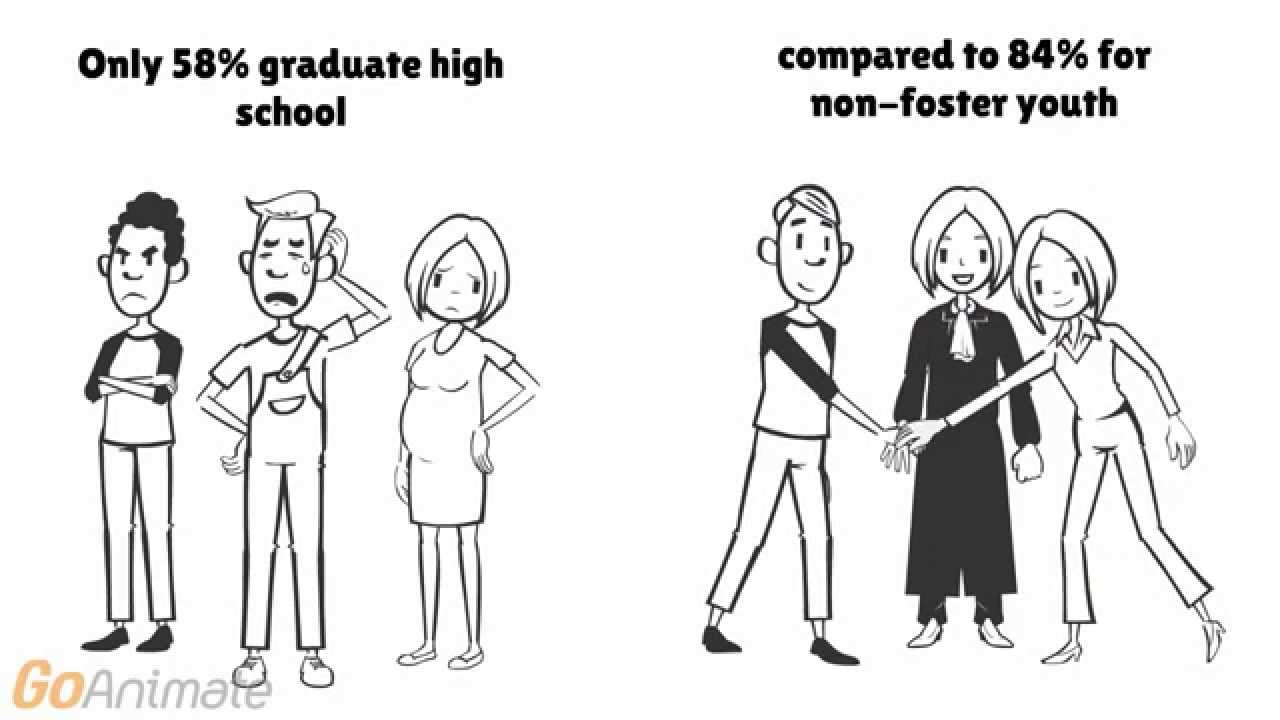 Only 58% graduate high
school
compared to 84% for
non-foster youth
GoAnimate